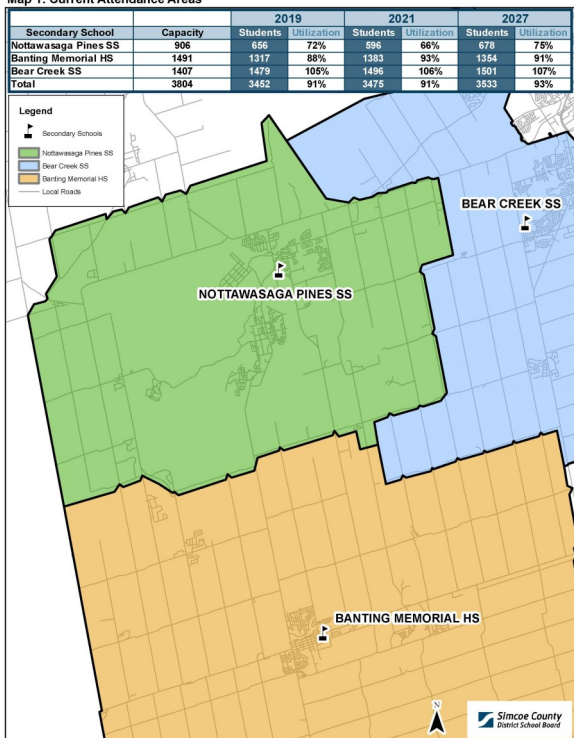 Map 1: Current Attendance Areas
2019 2021 2027
Secondary School Capacity Students Utilization Students Utilization Students Utilization
Nottawasaga Pines SS 906 656 72% 596 66% 678 75%
Banting Memorial HS 1491 1317 88% 1383 93% 1354 91%
Bear Creek SS 1407 1479 105% 1496 106% 1501 107%
Total 3804 3452 91% 3475 91% 3533 93%
Legend
Secondary Schools
Nottawasaga Pines SS
Bear Creek SS
Banting Memorial HS
Local Roads
BEAR CREEK SS
NOTTAWASAGA PINES SS
BANTING MEMORIAL HS
N
Simcoe County
District School Board